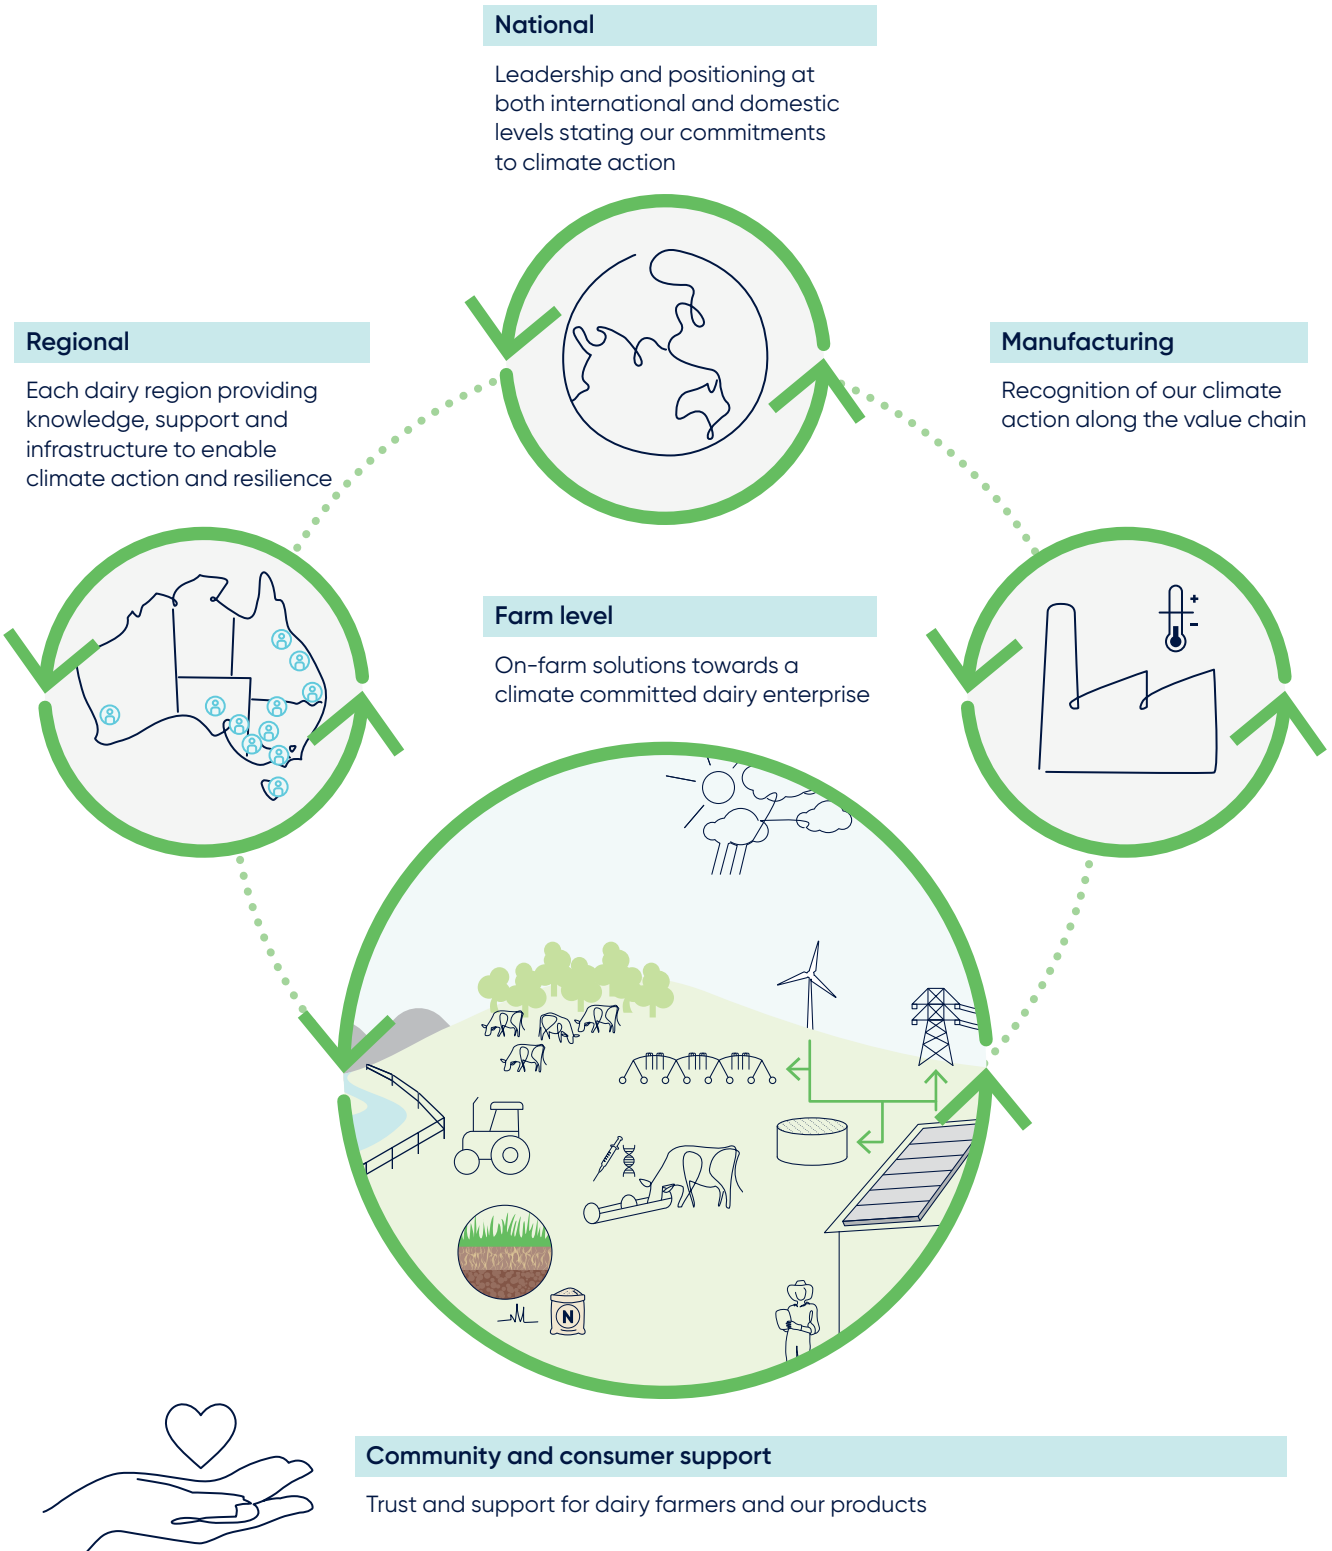 National
Leadership and positioning at
both international and domestic
levels stating our commitments
to climate action
Regional
Each dairy region providing
knowledge, support and
infrastructure to enable
climate action and resilience
Manufacturing
Recognition of our climate
action along the value chain
+
-
Farm level
On-farm solutions towards a
climate committed dairy enterprise
N
Community and consumer support
Trust and support for dairy farmers and our products